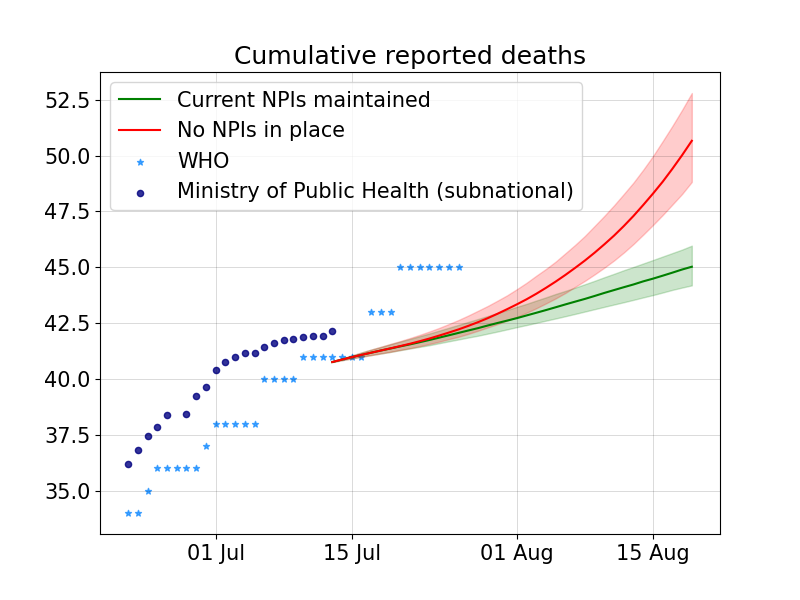 Cumulative reported deaths
Current NPIs maintained
No NPIs in place
WHO
Ministry of Public Health (subnational)
52.5
50.0
47.5
45.0
42.5
40.0
37.5
35.0
01 Jul
15 Jul
01 Aug
15 Aug